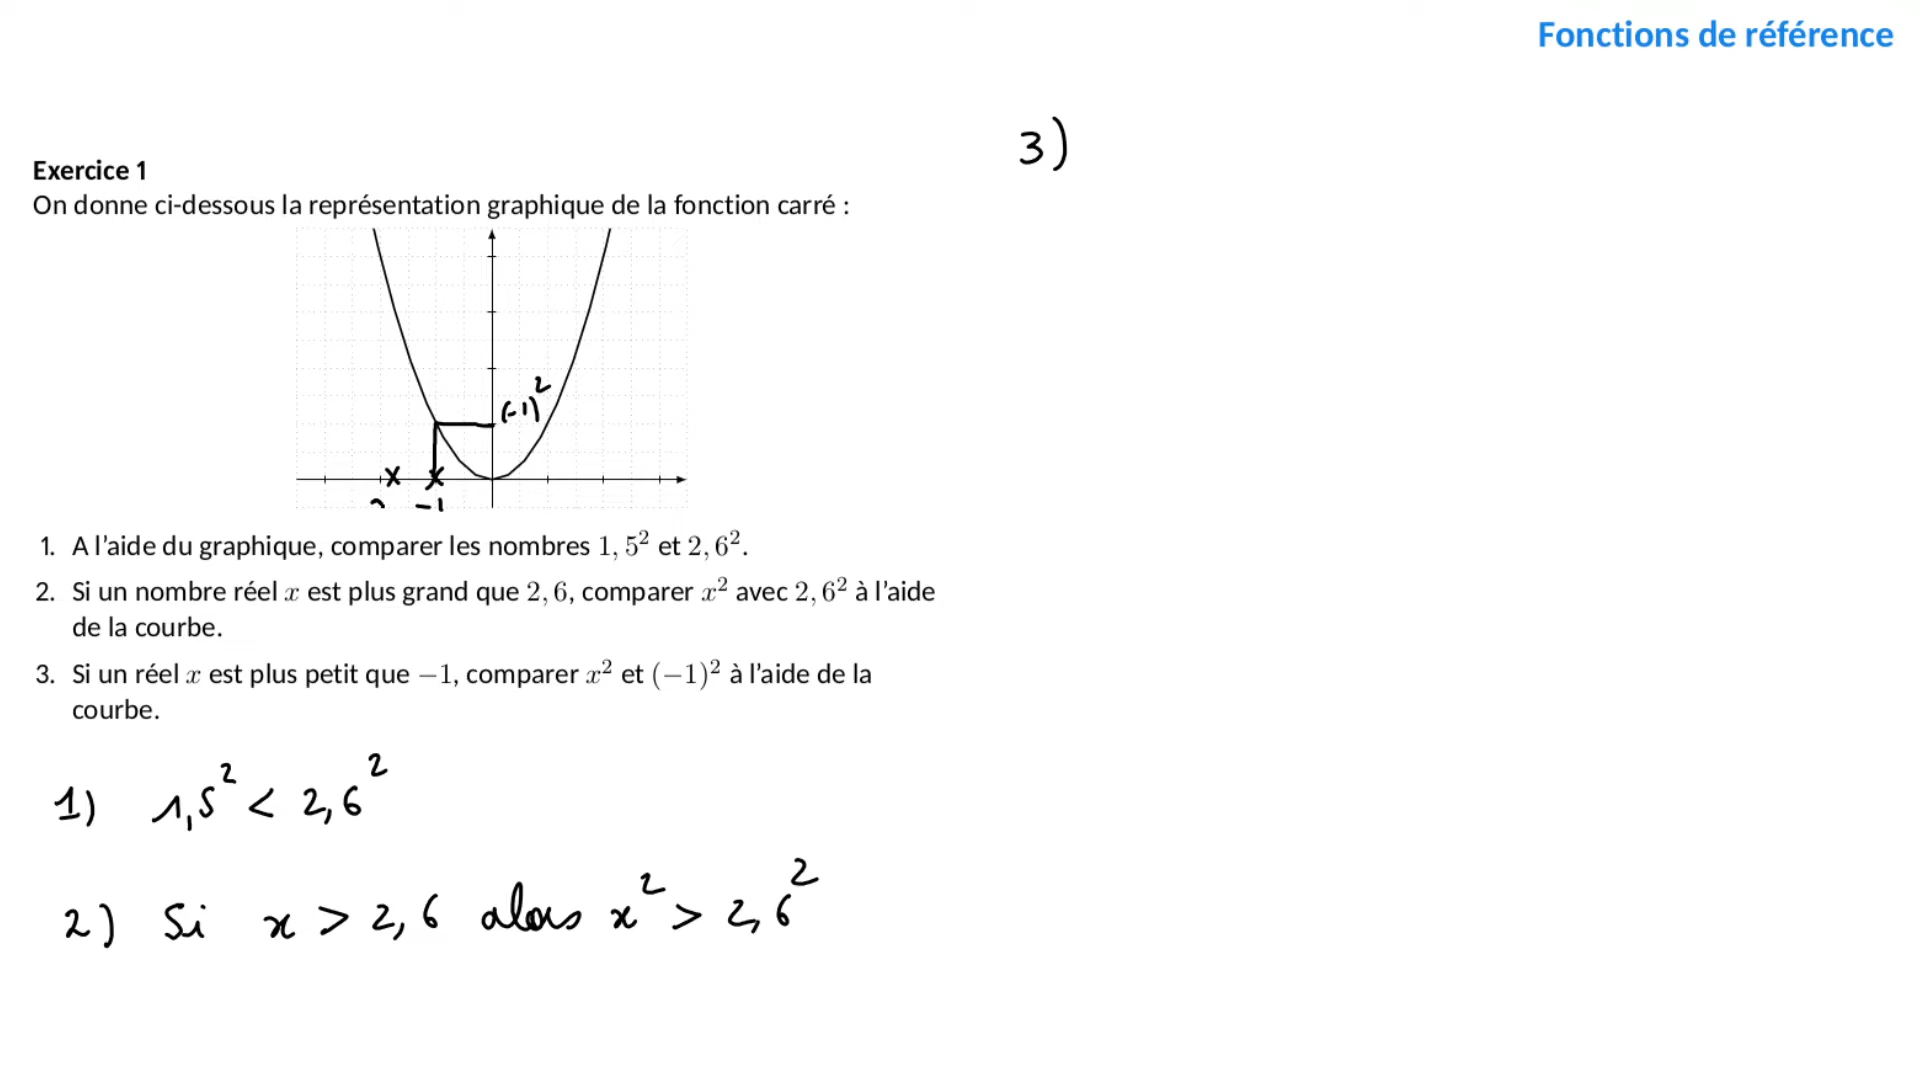 Fonctions de référence
Exercice 1
On donne ci-dessous la représentation graphique de la fonction carré :
(-1)²
x
-1
1. A l'aide du graphique, comparer les nombres 1, 5² et 2, 6².
2. Si un nombre réel x est plus grand que 2, 6, comparer x² avec 2, 6² à l'aide
de la courbe.
3. Si un réel x est plus petit que −1, comparer x² et (−1)² à l'aide de la
courbe.
1) 1,5² < 2,6²
2) Si x > 2,6 alors x² > 2,6²
3)